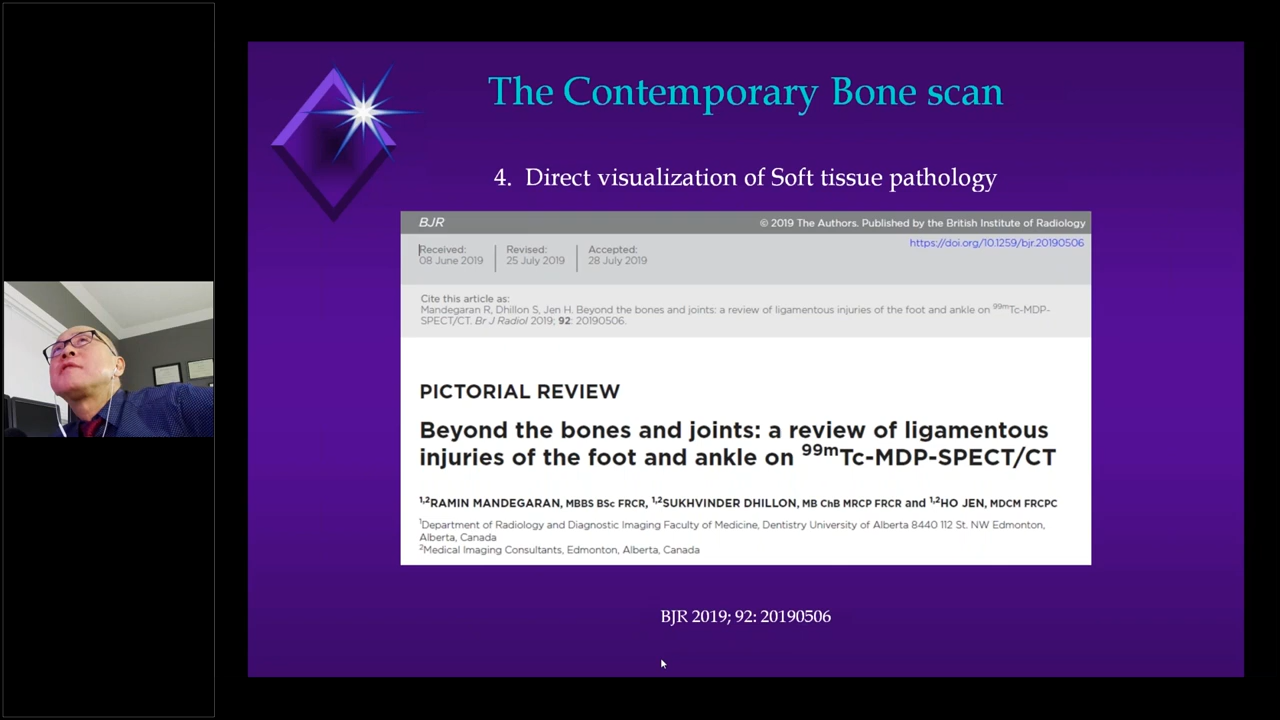 The Contemporary Bone scan
4. Direct visualization of Soft tissue pathology
BJR
© 2019 The Authors. Published by the British Institute of Radiology
Received:
08 June 2019
Revised:
25 July 2019
Accepted:
28 July 2019
https://doi.org/10.1259/bjr.20190506
Cite this article as:
Mandegaran R, Dhillon S, Jen H. Beyond the bones and joints: a review of ligamentous injuries of the foot and ankle on 99mTc-MDP-
SPECT/CT. Br J Radiol 2019; 92: 20190506.
PICTORIAL REVIEW
Beyond the bones and joints: a review of ligamentous
injuries of the foot and ankle on 99mTc-MDP-SPECT/CT
1,2RAMIN MANDEGARAN, MBBS BSc FRCR, 1,2SUKHVINDER DHILLON, MB ChB MRCP FRCR and 1,2HO JEN, MDCM FRCPC
1Department of Radiology and Diagnostic Imaging Faculty of Medicine, Dentistry University of Alberta 8440 112 St. NW Edmonton,
Alberta, Canada
2Medical Imaging Consultants, Edmonton, Alberta, Canada
BJR 2019; 92: 20190506